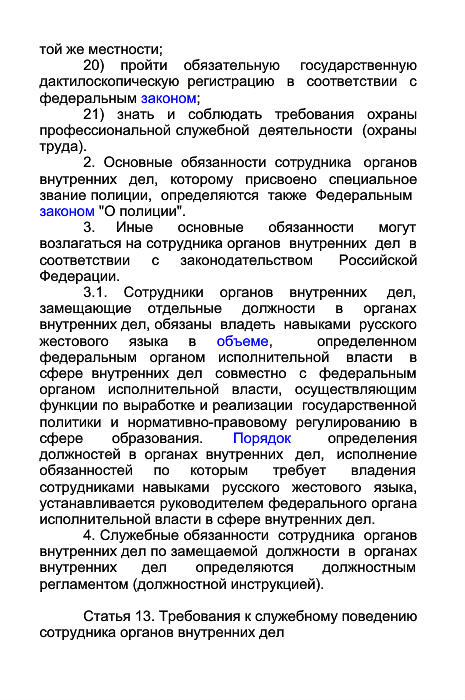 той же местности;
20) пройти обязательную государственную
дактилоскопическую регистрацию в соответствии с
федеральным законом;
21) знать и соблюдать требования охраны
профессиональной служебной деятельности (охраны
труда).
2. Основные обязанности сотрудника органов
внутренних дел, которому присвоено специальное
звание полиции, определяются также Федеральным
законом "О полиции".
3. Иные основные обязанности могут
возлагаться на сотрудника органов внутренних дел в
соответствии с законодательством Российской
Федерации.
3.1. Сотрудники органов внутренних дел,
замещающие отдельные должности в органах
внутренних дел, обязаны владеть навыками русского
жестового языка в объеме, определенном
федеральным органом исполнительной власти в
сфере внутренних дел совместно с федеральным
органом исполнительной власти, осуществляющим
функции по выработке и реализации государственной
политики и нормативно-правовому регулированию в
сфере образования. Порядок определения
должностей в органах внутренних дел, исполнение
обязанностей по которым требует владения
сотрудниками навыками русского жестового языка,
устанавливается руководителем федерального органа
исполнительной власти в сфере внутренних дел.
4. Служебные обязанности сотрудника органов
внутренних дел по замещаемой должности в органах
внутренних дел определяются должностным
регламентом (должностной инструкцией).
Статья 13. Требования к служебному поведению
сотрудника органов внутренних дел